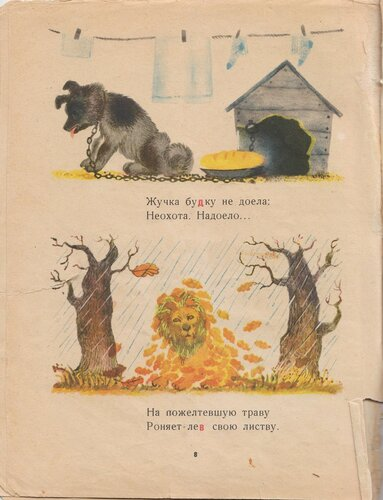 Жучка будку не доела:
Неохота. Надоело...
На пожелтевшую траву
Роняет лев свою листву.
8